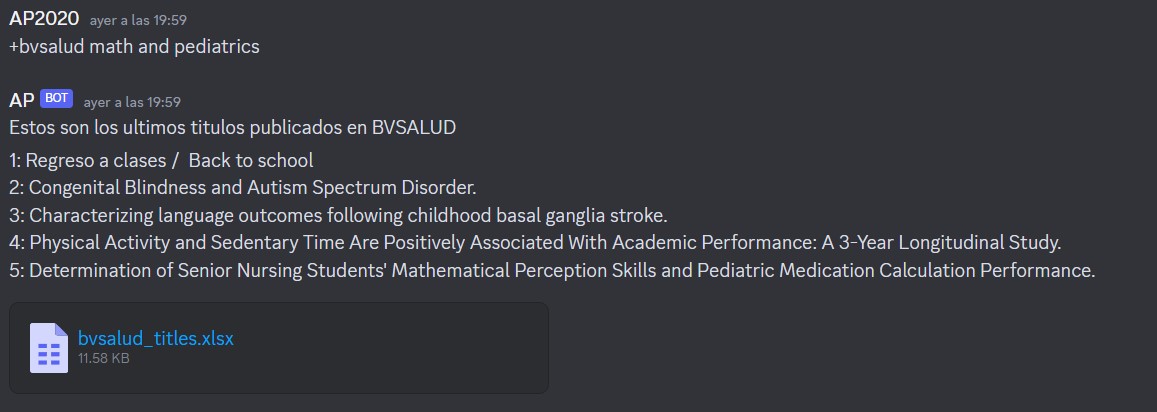 AP2020 ayer a las 19:59
+bvsalud math and pediatrics
AP BOT ayer a las 19:59
Estos son los ultimos titulos publicados en BVSALUD
1: Regreso a clases / Back to school
2: Congenital Blindness and Autism Spectrum Disorder.
3: Characterizing language outcomes following childhood basal ganglia stroke.
4: Physical Activity and Sedentary Time Are Positively Associated With Academic Performance: A 3-Year Longitudinal Study.
5: Determination of Senior Nursing Students' Mathematical Perception Skills and Pediatric Medication Calculation Performance.
bvsalud_titles.xlsx
11.58 KB